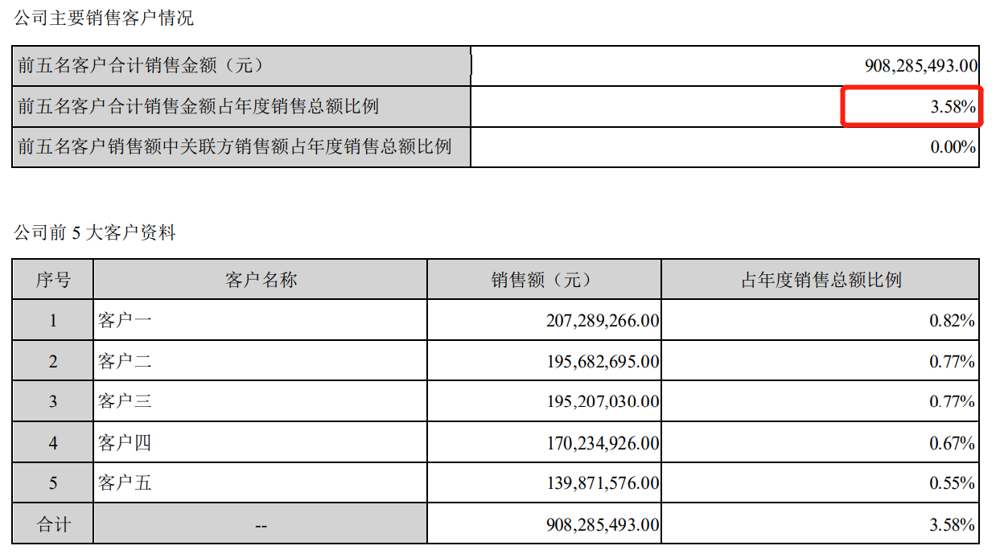 公司主要销售客户情况
前五名客户合计销售金额（元） 908,285,493.00
前五名客户合计销售金额占年度销售总额比例 3.58%
前五名客户销售额中关联方销售额占年度销售总额比例 0.00%
公司前 5 大客户资料
序号 客户名称 销售额（元） 占年度销售总额比例
1 客户一 207,289,266.00 0.82%
2 客户二 195,682,695.00 0.77%
3 客户三 195,207,030.00 0.77%
4 客户四 170,234,926.00 0.67%
5 客户五 139,871,576.00 0.55%
合计 -- 908,285,493.00 3.58%